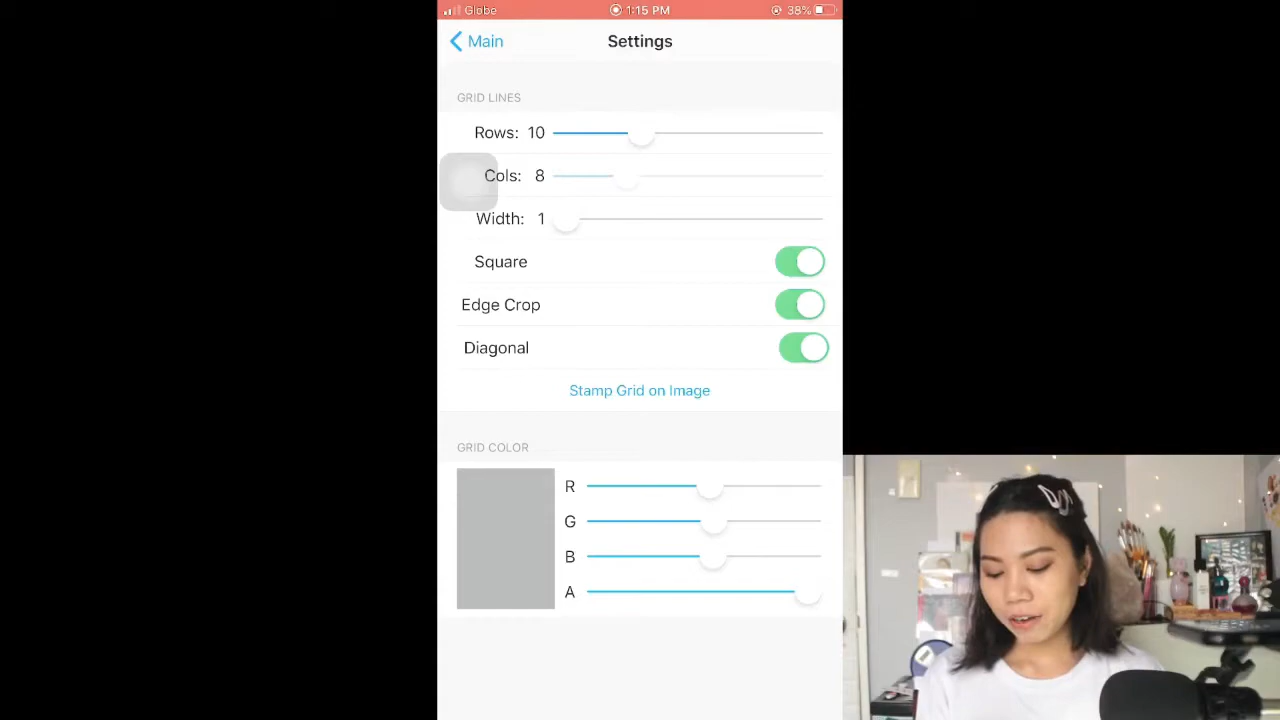 Globe 1:15 PM 38%
Main Settings
GRID LINES
Rows: 10
Cols: 8
Width: 1
Square
Edge Crop
Diagonal
Stamp Grid on Image
GRID COLOR
R
G
B
A